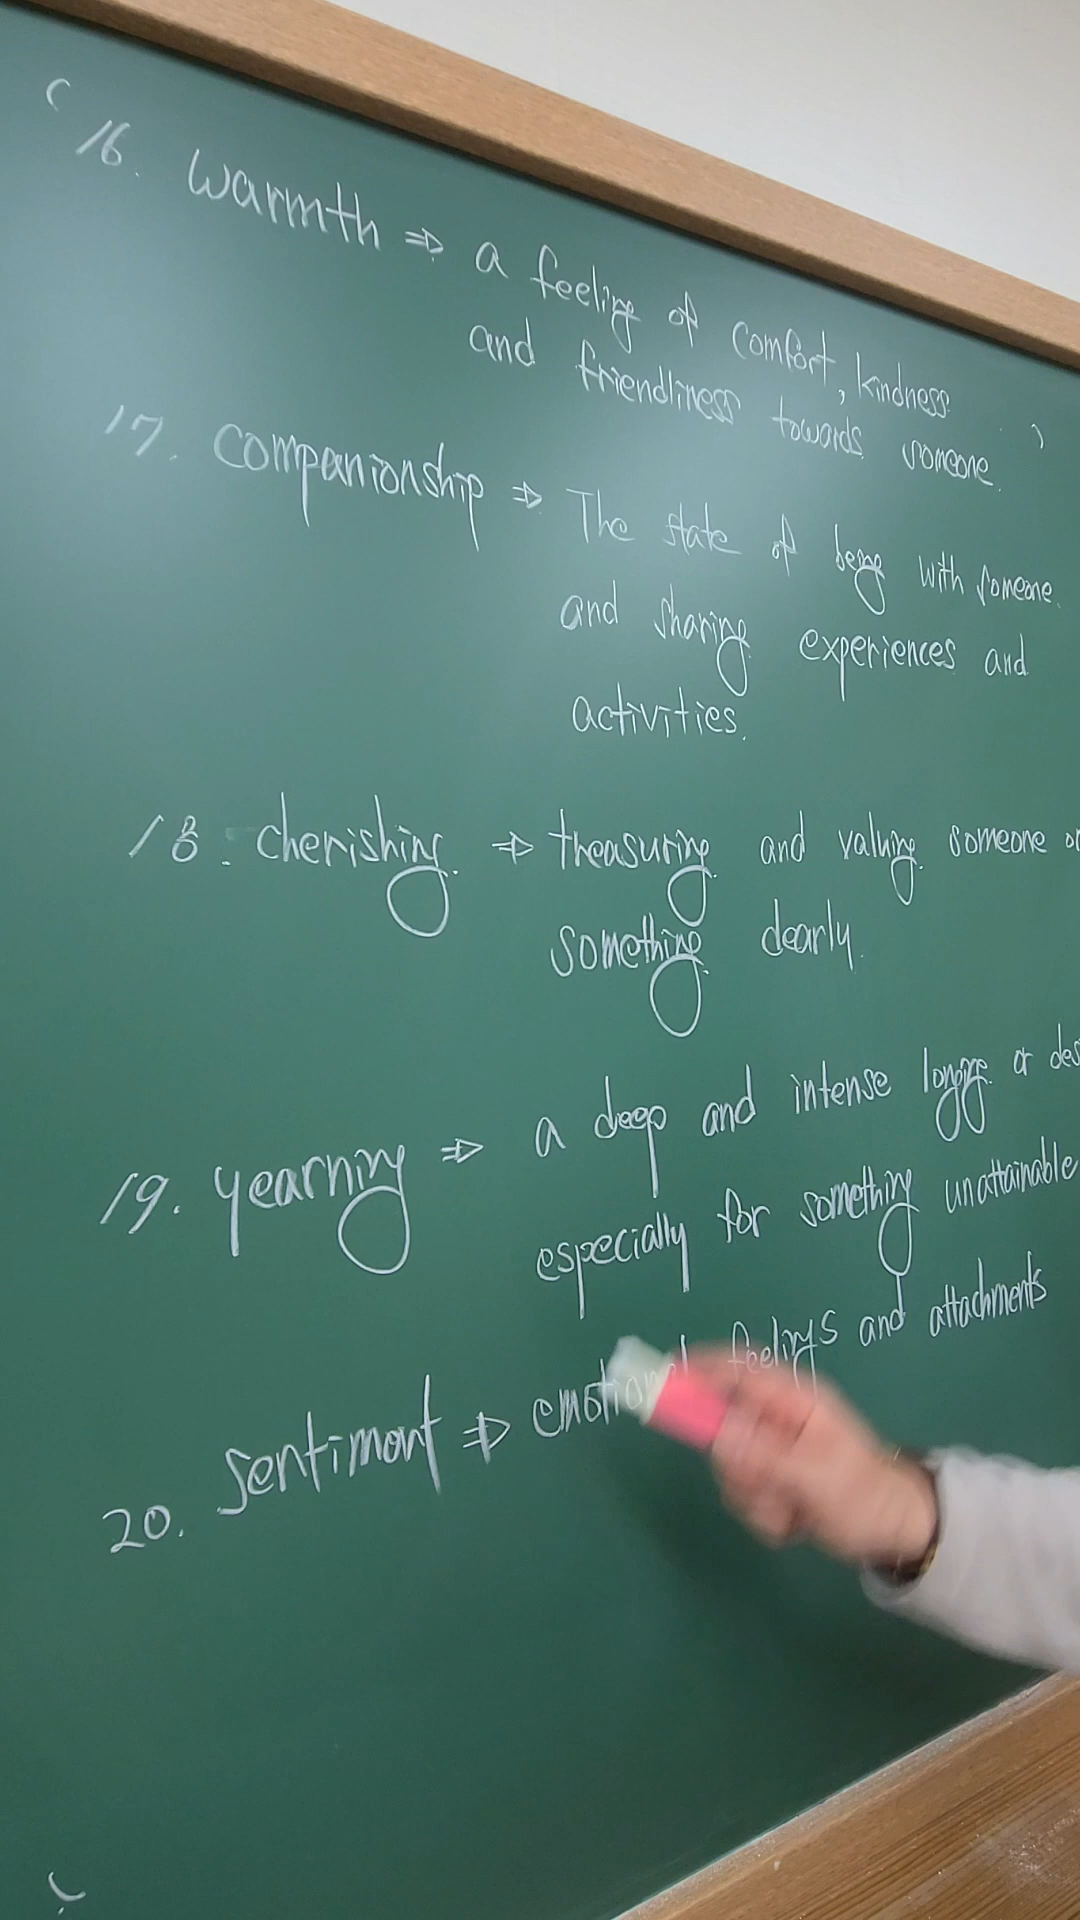 16. warmth ⇒ a feeling of comfort, kindness
and friendliness towards someone.
17. companionship ⇒ The state of being with someone.
and sharing experiences and
activities.
18. cherishing. ⇒ treasuring and valuing someone or
something dearly.
19. yearning ⇒ a deep and intense longing or
especially for something unattainable
20. sentiment ⇒ emotional feelings and attachments